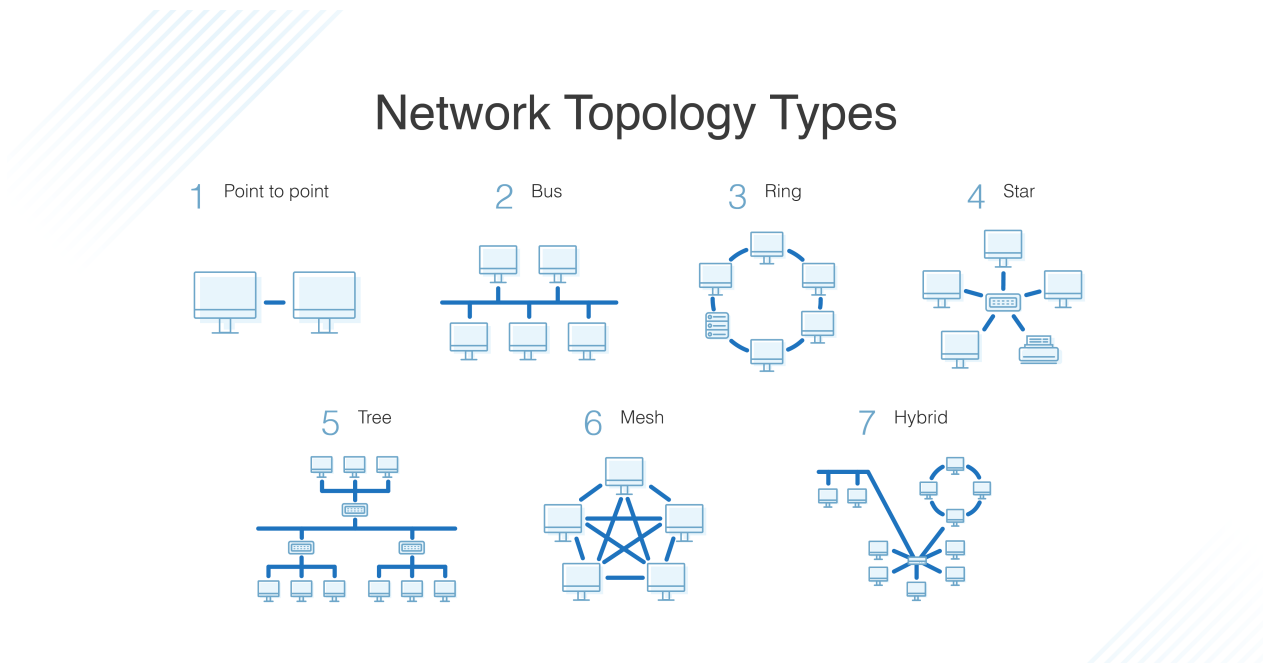 Network Topology Types
1 Point to point
2 Bus
3 Ring
4 Star
5 Tree
6 Mesh
7 Hybrid